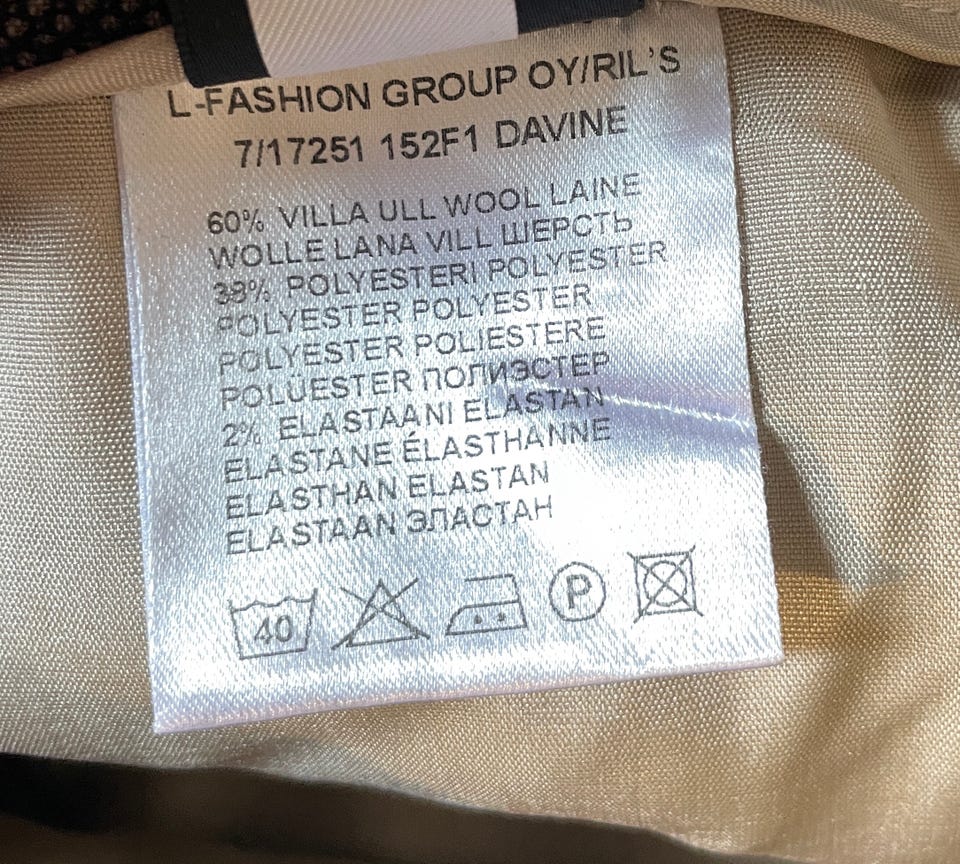 L-FASHION GROUP OY/RIL'S
7/17251 152F1 DAVINE
60% VILLA ULL WOOL LAINE
WOLLE LANA VILL ШЕРСТЬ
38% POLYESTERI POLYESTER
POLYESTER POLYESTER
POLYESTER POLIESTERE
POLÜESTER ПОЛИЭСТЕР
2% ELASTAANI ELASTAN
ELASTANE ÉLASTHANNE
ELASTHAN ELASTAN
ELASTAAN ЭЛАСТАН
40 P